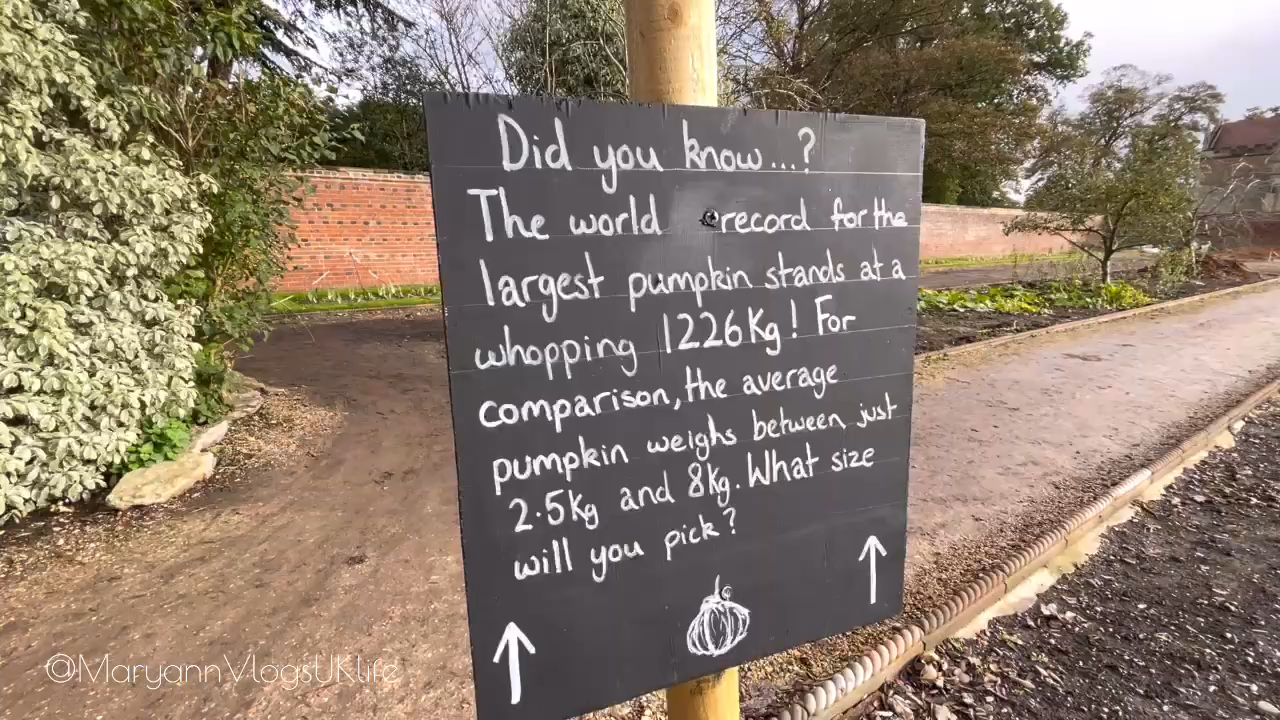 Did you know...?
The world record for the
largest pumpkin stands at a
whopping 1226Kg! For
comparison, the average
pumpkin weighs between just
2.5Kg and 8Kg. What size
will you pick?
©MaryannVlogsUKlife